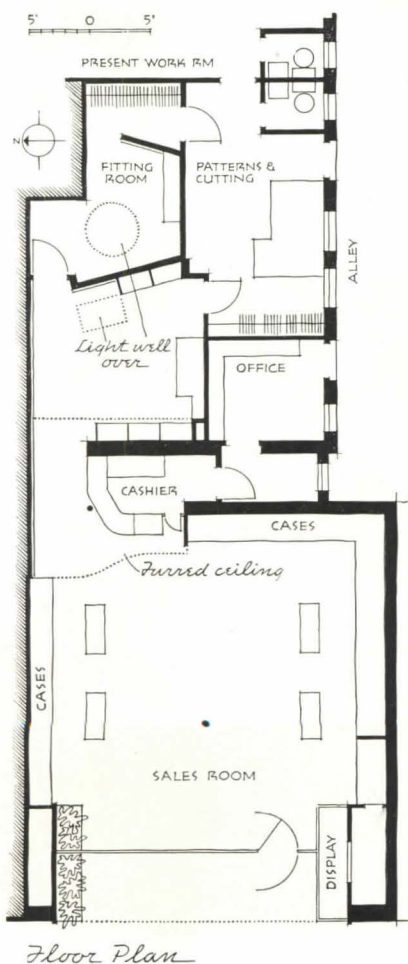 5' 0 5'
PRESENT WORK RM
N
FITTING
ROOM
PATTERNS &
CUTTING
ALLEY
Light well
over
OFFICE
CASHIER
CASES
Furred ceiling
CASES
SALES ROOM
DISPLAY
Floor Plan